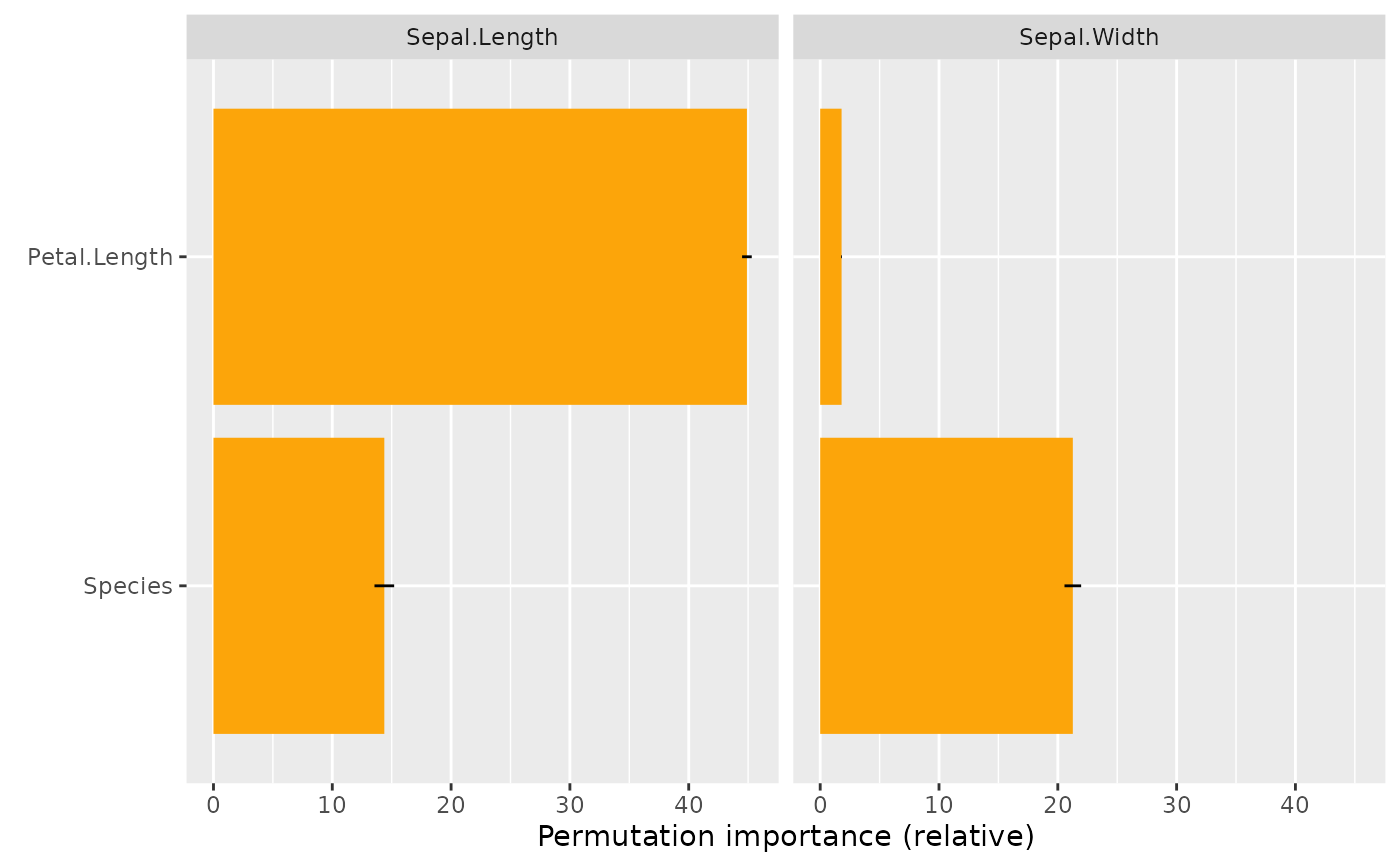 Sepal.Length Sepal.Width
Petal.Length
Species
0 10 20 30 40 0 10 20 30 40
Permutation importance (relative)